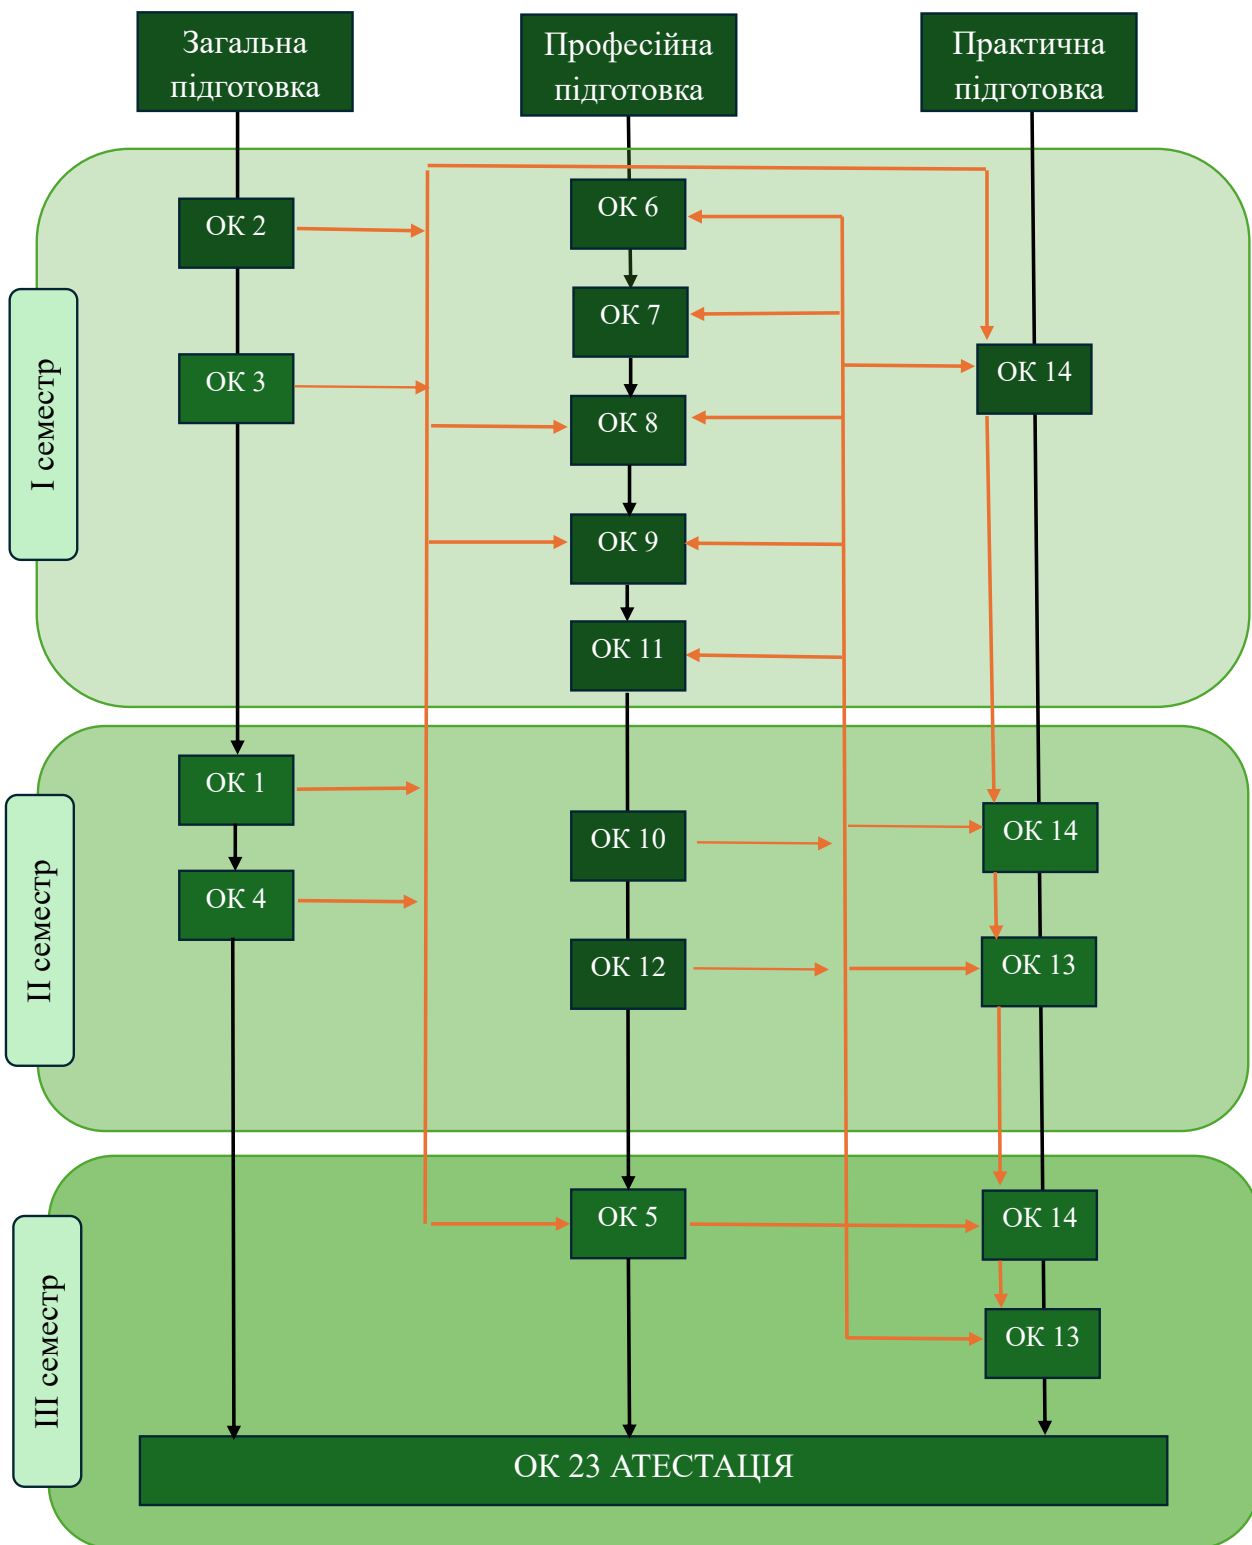 Загальна
підготовка
Професійна
підготовка
Практична
підготовка
І семестр
ОК 2
ОК 3
ОК 6
ОК 7
ОК 8
ОК 9
ОК 11
ОК 14
ІІ семестр
ОК 1
ОК 4
ОК 10
ОК 12
ОК 14
ОК 13
ІІІ семестр
ОК 5
ОК 14
ОК 13
ОК 23 АТЕСТАЦІЯ